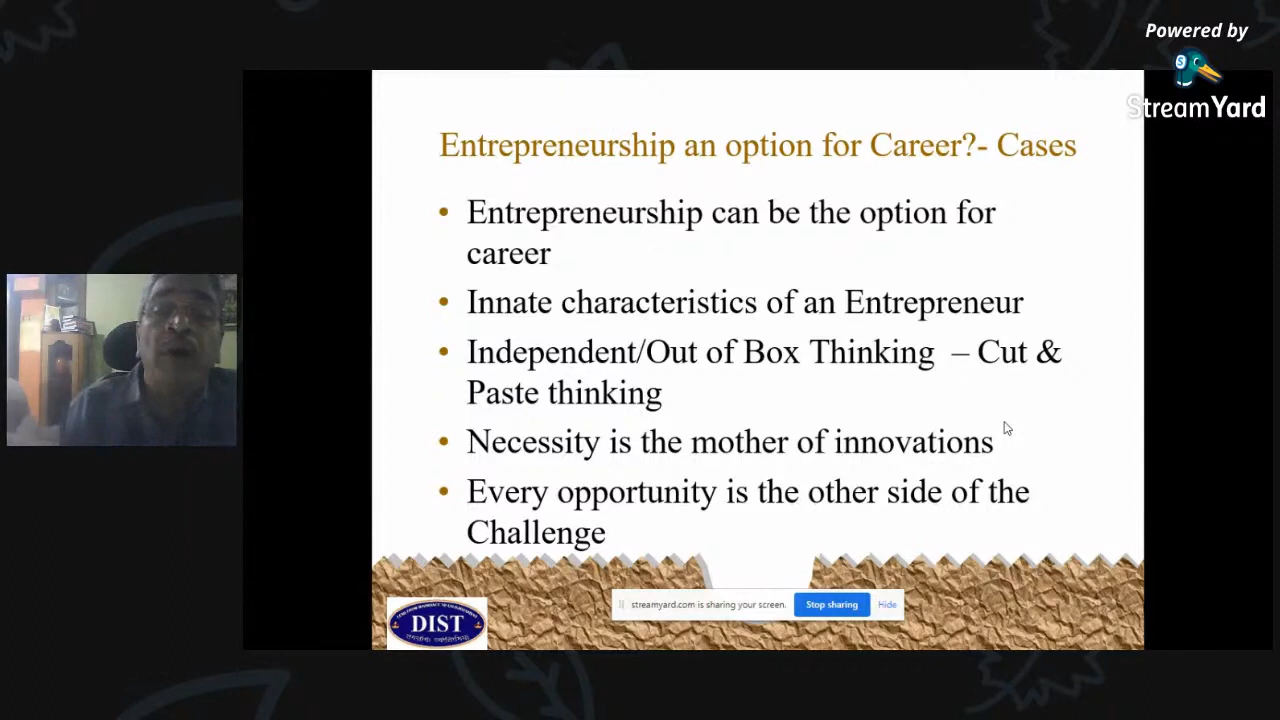 Powered by
StreamYard
Entrepreneurship an option for Career?- Cases
• Entrepreneurship can be the option for
career
• Innate characteristics of an Entrepreneur
• Independent/Out of Box Thinking – Cut &
Paste thinking
• Necessity is the mother of innovations
• Every opportunity is the other side of the
Challenge
streamyard.com is sharing your screen.
Stop sharing
Hide
DIST